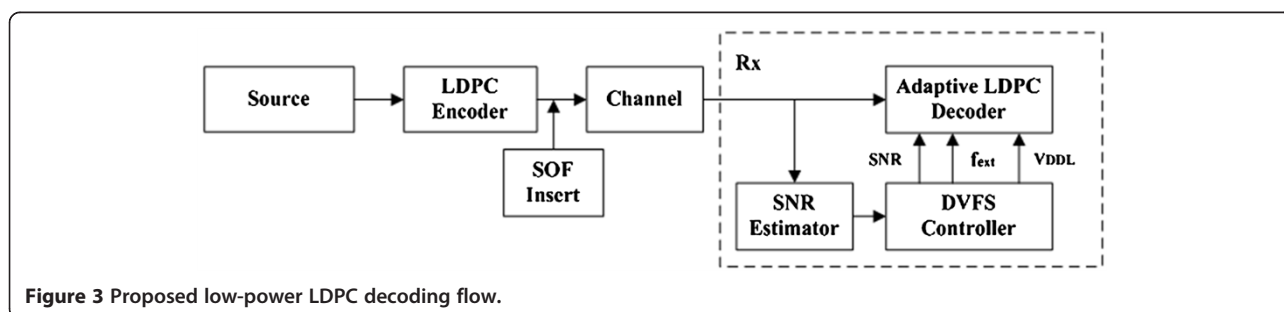 Source
LDPC
Encoder
SOF
Insert
Channel
Rx
Adaptive LDPC
Decoder
SNR
fext
VDDL
SNR
Estimator
DVFS
Controller
Figure 3 Proposed low-power LDPC decoding flow.